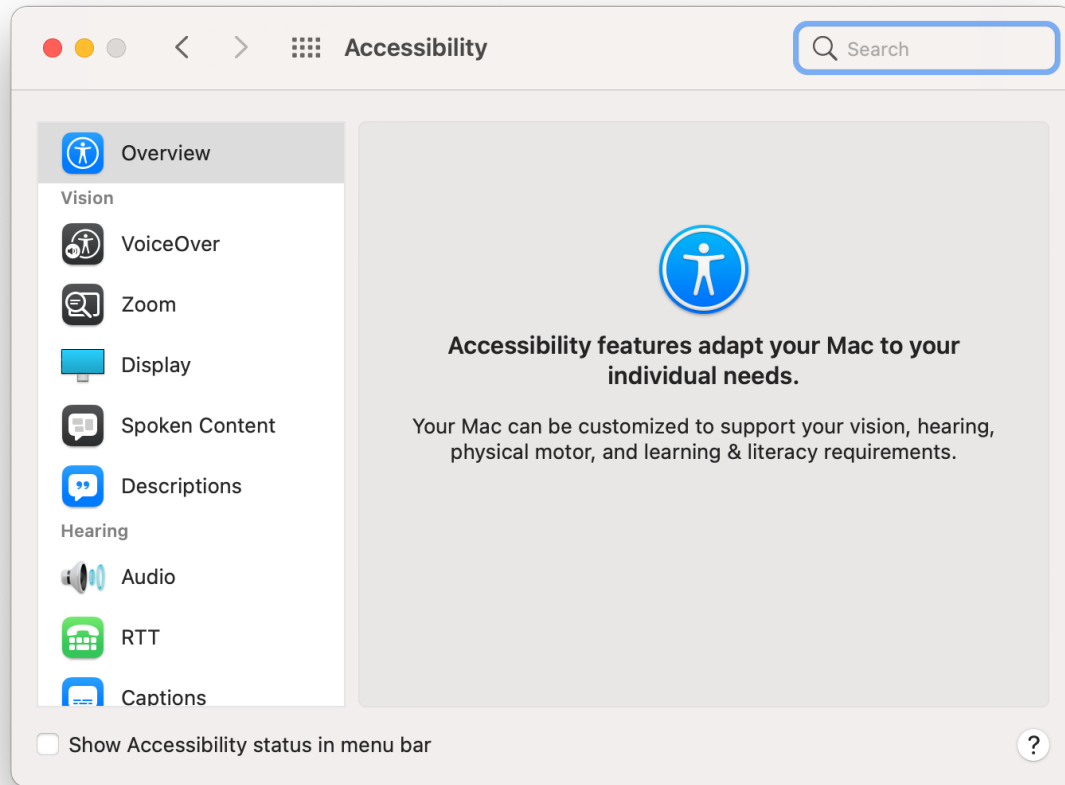 Accessibility
Search
Overview
Vision
VoiceOver
Zoom
Display
Spoken Content
Descriptions
Hearing
Audio
RTT
Captions
Accessibility features adapt your Mac to your
individual needs.
Your Mac can be customized to support your vision, hearing,
physical motor, and learning & literacy requirements.
Show Accessibility status in menu bar
?